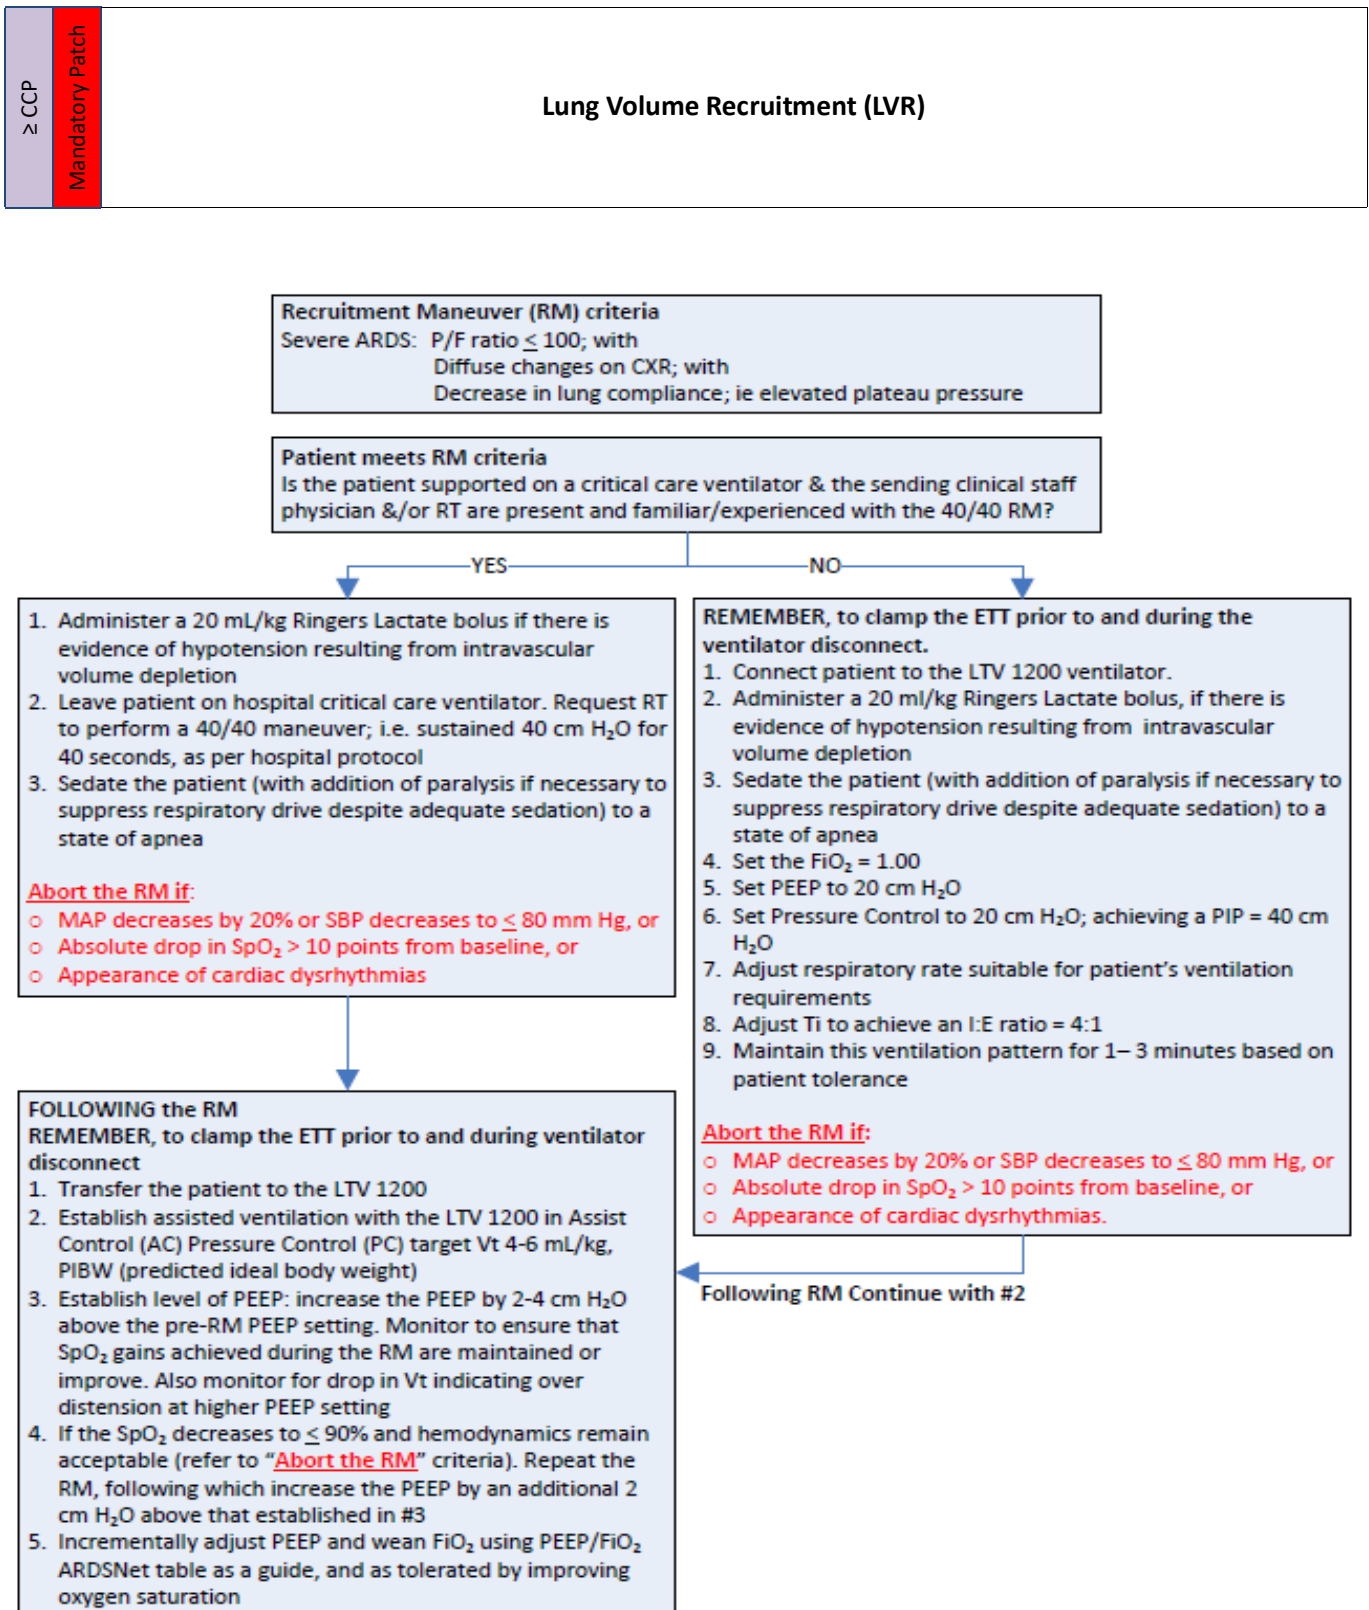 ≥ CCP
Mandatory Patch
Lung Volume Recruitment (LVR)
Recruitment Maneuver (RM) criteria
Severe ARDS: P/F ratio ≤ 100; with
Diffuse changes on CXR; with
Decrease in lung compliance; ie elevated plateau pressure
Patient meets RM criteria
Is the patient supported on a critical care ventilator & the sending clinical staff
physician &/or RT are present and familiar/experienced with the 40/40 RM?
YES
NO
1. Administer a 20 mL/kg Ringers Lactate bolus if there is
evidence of hypotension resulting from intravascular
volume depletion
2. Leave patient on hospital critical care ventilator. Request RT
to perform a 40/40 maneuver; i.e. sustained 40 cm H₂O for
40 seconds, as per hospital protocol
3. Sedate the patient (with addition of paralysis if necessary to
suppress respiratory drive despite adequate sedation) to a
state of apnea
Abort the RM if:
o MAP decreases by 20% or SBP decreases to ≤ 80 mm Hg, or
o Absolute drop in SpO₂ > 10 points from baseline, or
o Appearance of cardiac dysrhythmias
REMEMBER, to clamp the ETT prior to and during the
ventilator disconnect.
1. Connect patient to the LTV 1200 ventilator.
2. Administer a 20 ml/kg Ringers Lactate bolus, if there is
evidence of hypotension resulting from intravascular
volume depletion
3. Sedate the patient (with addition of paralysis if necessary to
suppress respiratory drive despite adequate sedation) to a
state of apnea
4. Set the FiO₂ = 1.00
5. Set PEEP to 20 cm H₂O
6. Set Pressure Control to 20 cm H₂O; achieving a PIP = 40 cm
H₂O
7. Adjust respiratory rate suitable for patient's ventilation
requirements
8. Adjust Ti to achieve an I:E ratio = 4:1
9. Maintain this ventilation pattern for 1– 3 minutes based on
patient tolerance
Abort the RM if:
o MAP decreases by 20% or SBP decreases to ≤ 80 mm Hg, or
o Absolute drop in SpO₂ > 10 points from baseline, or
o Appearance of cardiac dysrhythmias.
Following RM Continue with #2
FOLLOWING the RM
REMEMBER, to clamp the ETT prior to and during ventilator
disconnect
1. Transfer the patient to the LTV 1200
2. Establish assisted ventilation with the LTV 1200 in Assist
Control (AC) Pressure Control (PC) target Vt 4-6 mL/kg,
PIBW (predicted ideal body weight)
3. Establish level of PEEP: increase the PEEP by 2-4 cm H₂O
above the pre-RM PEEP setting. Monitor to ensure that
SpO₂ gains achieved during the RM are maintained or
improve. Also monitor for drop in Vt indicating over
distension at higher PEEP setting
4. If the SpO₂ decreases to ≤ 90% and hemodynamics remain
acceptable (refer to "Abort the RM" criteria). Repeat the
RM, following which increase the PEEP by an additional 2
cm H₂O above that established in #3
5. Incrementally adjust PEEP and wean FiO₂ using PEEP/FiO₂
ARDSNet table as a guide, and as tolerated by improving
oxygen saturation